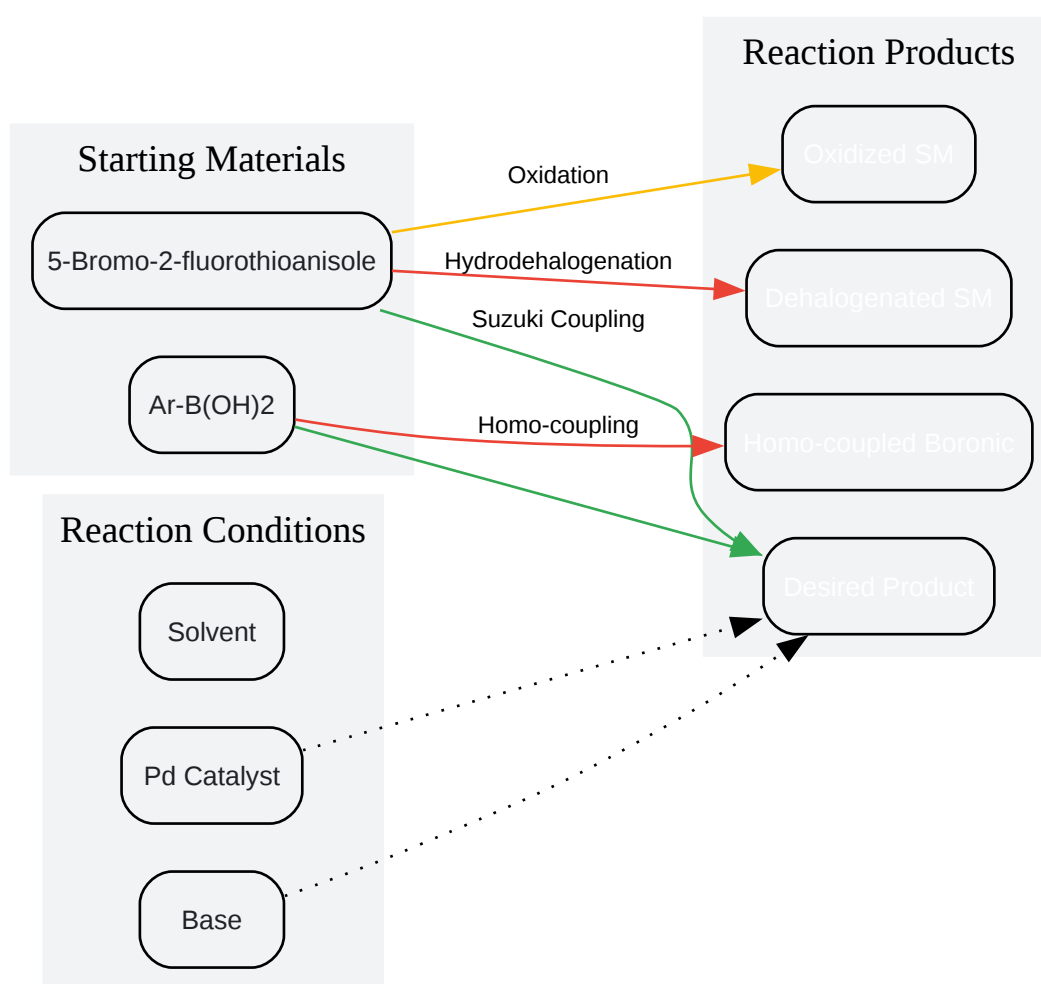 Reaction Products
Oxidized SM
Starting Materials
Oxidation
5-Bromo-2-fluorothioanisole
Hydrodehalogenation
Dehalogenated SM
Suzuki Coupling
Ar-B(OH)2
Homo-coupling
Homo-coupled Boronic
Reaction Conditions
Desired Product
Solvent
Pd Catalyst
Base